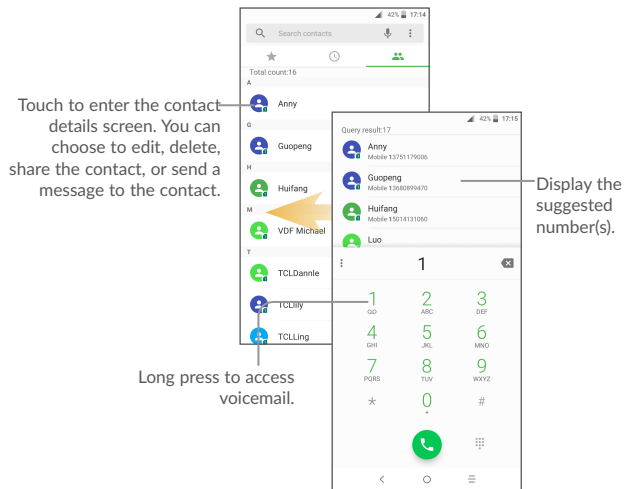 42% 17:14
Search contacts
Total count:16
A
Anny
G
Guopeng
H
Huifang
M
VDF Michael
T
TCLDannle
TCLlily
TCLLing
Touch to enter the contact
details screen. You can
choose to edit, delete,
share the contact, or send a
message to the contact.
42% 17:15
Query result:17
Anny
Mobile 13751179006
Guopeng
Mobile 13680899470
Huifang
Mobile 15014131060
Luo
Display the
suggested
number(s).
1
1 2 3
ABC DEF
4 5 6
GHI JKL MNO
7 8 9
PQRS TUV WXYZ
* 0 #
+
Long press to access
voicemail.